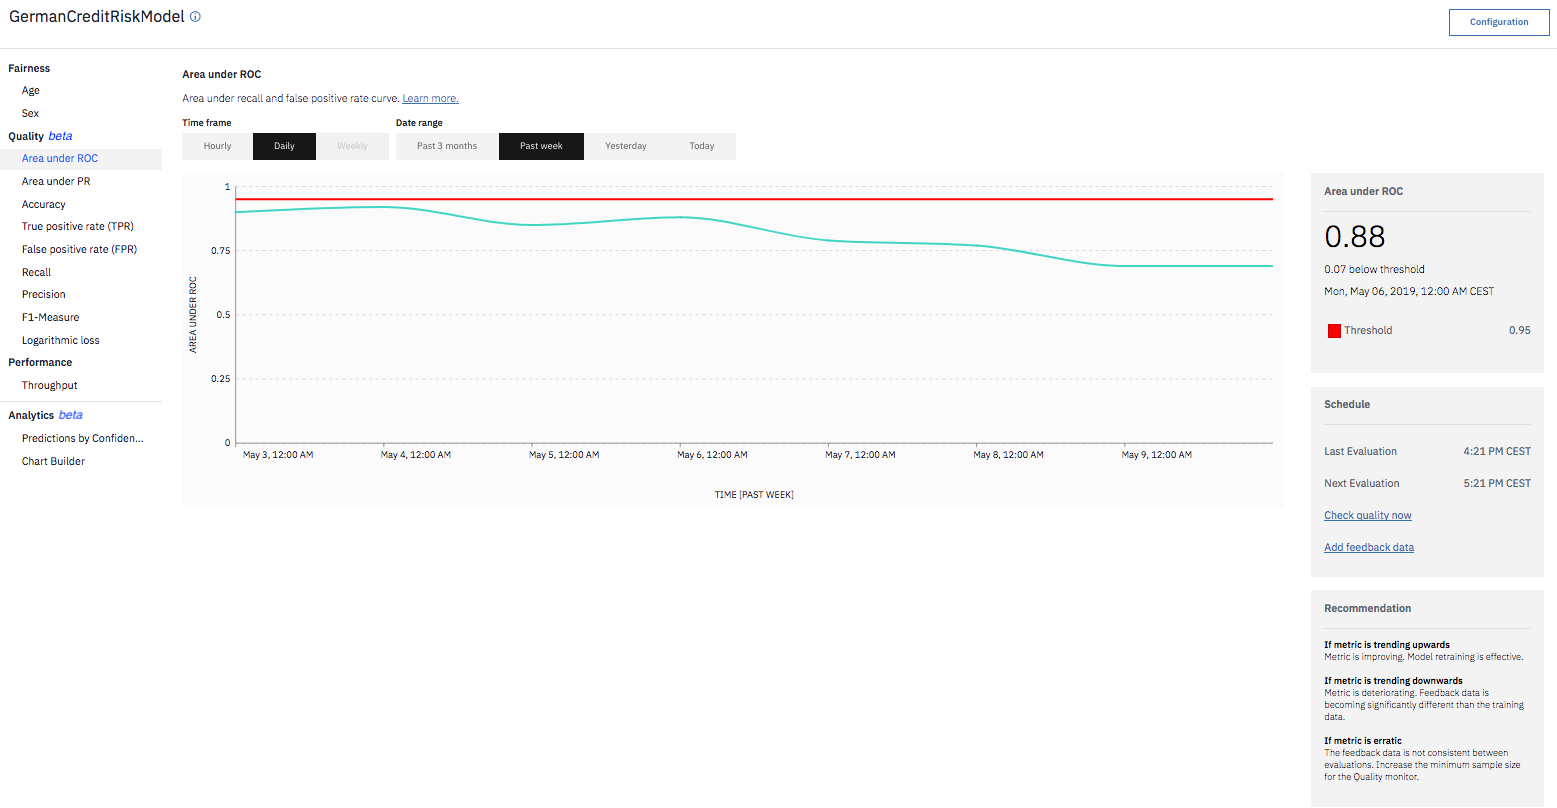 GermanCreditRiskModel
Configuration
Fairness
Age
Sex
Quality beta
Area under ROC
Area under PR
Accuracy
True positive rate (TPR)
False positive rate (FPR)
Recall
Precision
F1-Measure
Logarithmic loss
Performance
Throughput
Analytics beta
Predictions by Confiden...
Chart Builder
Area under ROC
Area under recall and false positive rate curve. Learn more.
Time frame
Date range
Hourly
Daily
Weekly
Past 3 months
Past week
Yesterday
Today
1
0.75
0.5
0.25
0
AREA UNDER ROC
May 3, 12:00 AM
May 4, 12:00 AM
May 5, 12:00 AM
May 6, 12:00 AM
May 7, 12:00 AM
May 8, 12:00 AM
May 9, 12:00 AM
TIME [PAST WEEK]
Area under ROC
0.88
0.07 below threshold
Mon, May 06, 2019, 12:00 AM CEST
Threshold 0.95
Schedule
Last Evaluation 4:21 PM CEST
Next Evaluation 5:21 PM CEST
Check quality now
Add feedback data
Recommendation
If metric is trending upwards
Metric is improving. Model retraining is effective.
If metric is trending downwards
Metric is deteriorating. Feedback data is
becoming significantly different than the training
data.
If metric is erratic
The feedback data is not consistent between
evaluations. Increase the minimum sample size
for the Quality monitor.